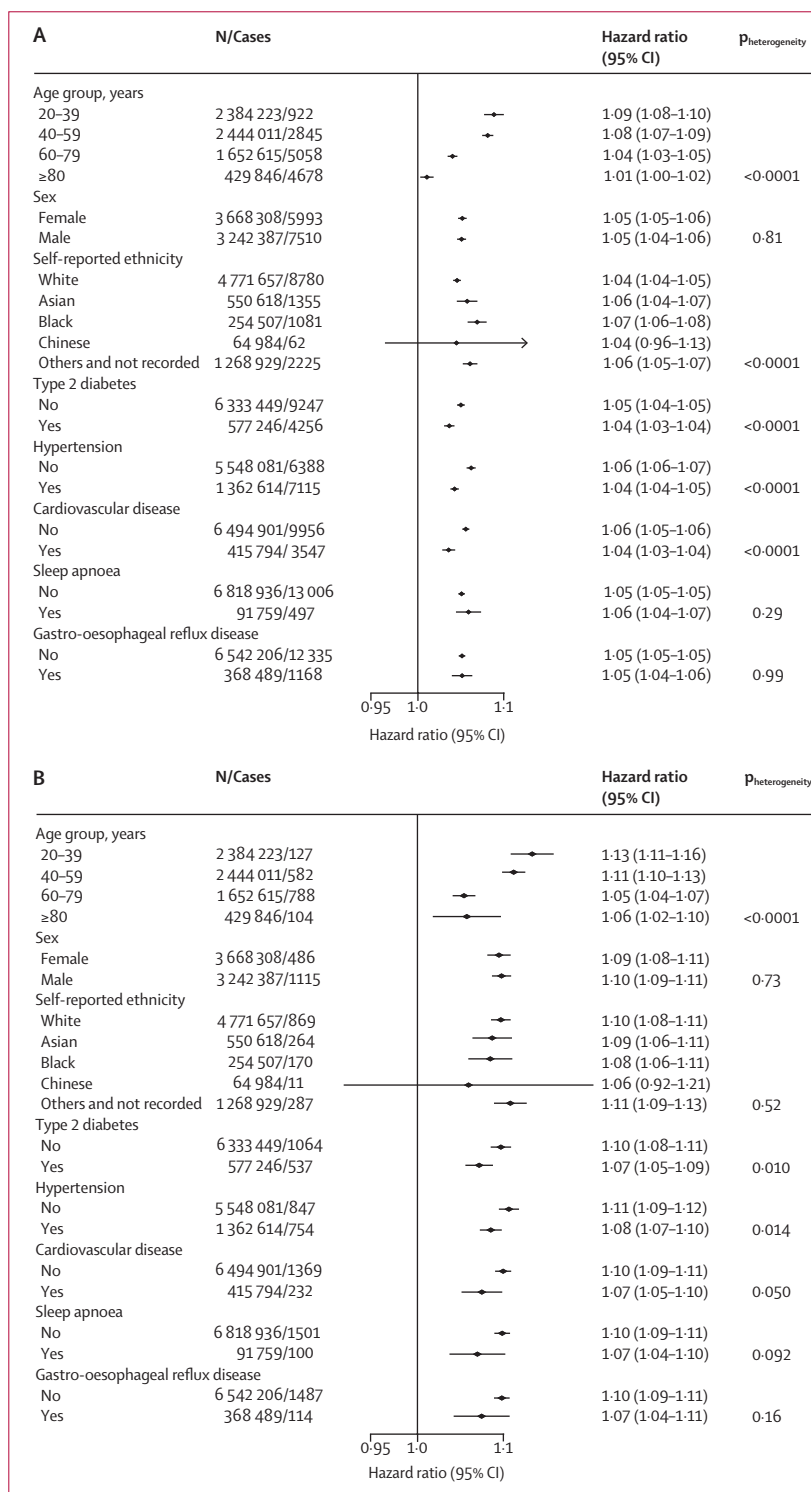 A N/Cases Hazard ratio (95% CI) pheterogeneity
Age group, years
20–39 2 384 223/922 1·09 (1·08–1·10)
40–59 2 444 011/2845 1·08 (1·07–1·09)
60–79 1 652 615/5058 1·04 (1·03–1·05)
≥80 429 846/4678 1·01 (1·00–1·02) <0·0001
Sex
Female 3 668 308/5993 1·05 (1·05–1·06)
Male 3 242 387/7510 1·05 (1·04–1·06) 0·81
Self-reported ethnicity
White 4 771 657/8780 1·04 (1·04–1·05)
Asian 550 618/1355 1·06 (1·04–1·07)
Black 254 507/1081 1·07 (1·06–1·08)
Chinese 64 984/62 1·04 (0·96–1·13)
Others and not recorded 1 268 929/2225 1·06 (1·05–1·07) <0·0001
Type 2 diabetes
No 6 333 449/9247 1·05 (1·04–1·05)
Yes 577 246/4256 1·04 (1·03–1·04) <0·0001
Hypertension
No 5 548 081/6388 1·06 (1·06–1·07)
Yes 1 362 614/7115 1·04 (1·04–1·05) <0·0001
Cardiovascular disease
No 6 494 901/9956 1·06 (1·05–1·06)
Yes 415 794/ 3547 1·04 (1·03–1·04) <0·0001
Sleep apnoea
No 6 818 936/13 006 1·05 (1·05–1·05)
Yes 91 759/497 1·06 (1·04–1·07) 0·29
Gastro-oesophageal reflux disease
No 6 542 206/12 335 1·05 (1·05–1·05)
Yes 368 489/1168 1·05 (1·04–1·06) 0·99
0·95 1·0 1·1
Hazard ratio (95% CI)
B N/Cases Hazard ratio (95% CI) pheterogeneity
Age group, years
20–39 2 384 223/127 1·13 (1·11–1·16)
40–59 2 444 011/582 1·11 (1·10–1·13)
60–79 1 652 615/788 1·05 (1·04–1·07)
≥80 429 846/104 1·06 (1·02–1·10) <0·0001
Sex
Female 3 668 308/486 1·09 (1·08–1·11)
Male 3 242 387/1115 1·10 (1·09–1·11) 0·73
Self-reported ethnicity
White 4 771 657/869 1·10 (1·08–1·11)
Asian 550 618/264 1·09 (1·06–1·11)
Black 254 507/170 1·08 (1·06–1·11)
Chinese 64 984/11 1·06 (0·92–1·21)
Others and not recorded 1 268 929/287 1·11 (1·09–1·13) 0·52
Type 2 diabetes
No 6 333 449/1064 1·10 (1·08–1·11)
Yes 577 246/537 1·07 (1·05–1·09) 0·010
Hypertension
No 5 548 081/847 1·11 (1·09–1·12)
Yes 1 362 614/754 1·08 (1·07–1·10) 0·014
Cardiovascular disease
No 6 494 901/1369 1·10 (1·09–1·11)
Yes 415 794/232 1·07 (1·05–1·10) 0·050
Sleep apnoea
No 6 818 936/1501 1·10 (1·09–1·11)
Yes 91 759/100 1·07 (1·04–1·10) 0·092
Gastro-oesophageal reflux disease
No 6 542 206/1487 1·10 (1·09–1·11)
Yes 368 489/114 1·07 (1·04–1·11) 0·16
0·95 1·0 1·1
Hazard ratio (95% CI)